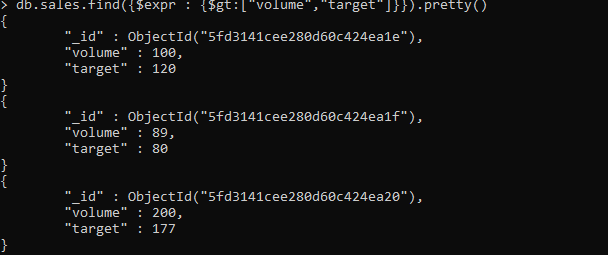 > db.sales.find({$expr : {$gt:["volume","target"]}}).pretty()
{
        "_id" : ObjectId("5fd3141cee280d60c424ea1e"),
        "volume" : 100,
        "target" : 120
}
{
        "_id" : ObjectId("5fd3141cee280d60c424ea1f"),
        "volume" : 89,
        "target" : 80
}
{
        "_id" : ObjectId("5fd3141cee280d60c424ea20"),
        "volume" : 200,
        "target" : 177
}